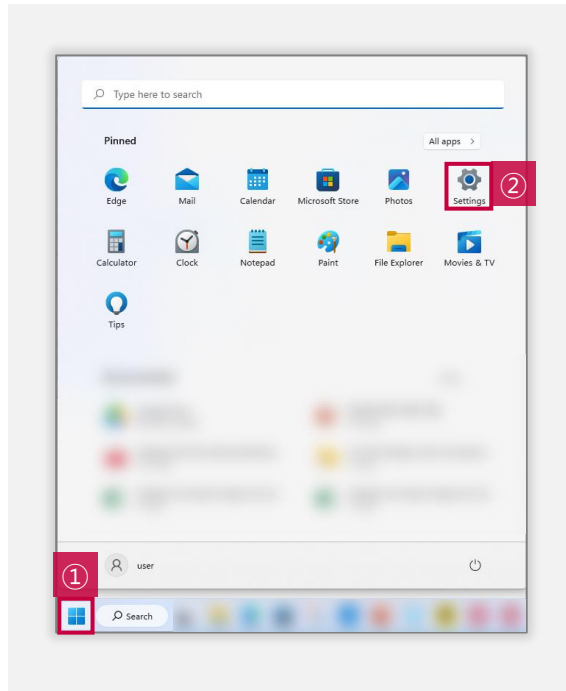 Type here to search
Pinned
All apps >
Edge
Mail
Calendar
Microsoft Store
Photos
Settings
②
Calculator
Clock
Notepad
Paint
File Explorer
Movies & TV
Tips
user
①
Search